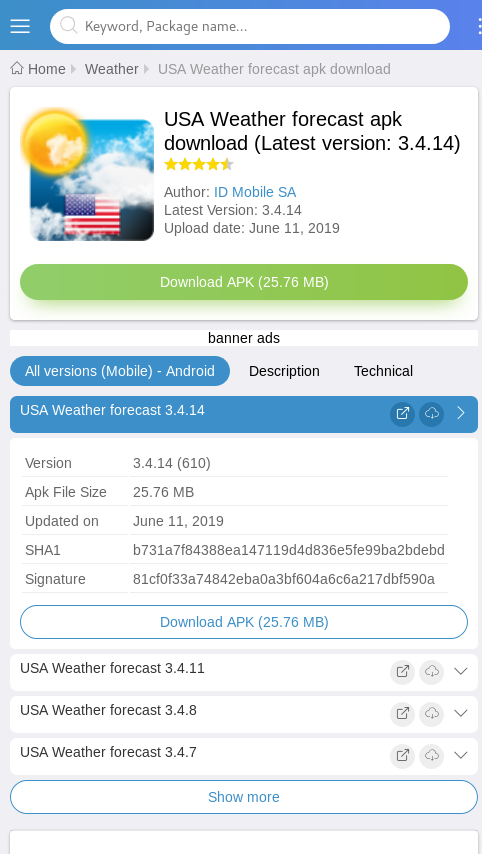 Keyword, Package name...
Home Weather USA Weather forecast apk download
USA Weather forecast apk
download (Latest version: 3.4.14)
Author: ID Mobile SA
Latest Version: 3.4.14
Upload date: June 11, 2019
Download APK (25.76 MB)
banner ads
All versions (Mobile) - Android Description Technical
USA Weather forecast 3.4.14
Version 3.4.14 (610)
Apk File Size 25.76 MB
Updated on June 11, 2019
SHA1 b731a7f84388ea147119d4d836e5fe99ba2bdebd
Signature 81cf0f33a74842eba0a3bf604a6c6a217dbf590a
Download APK (25.76 MB)
USA Weather forecast 3.4.11
USA Weather forecast 3.4.8
USA Weather forecast 3.4.7
Show more